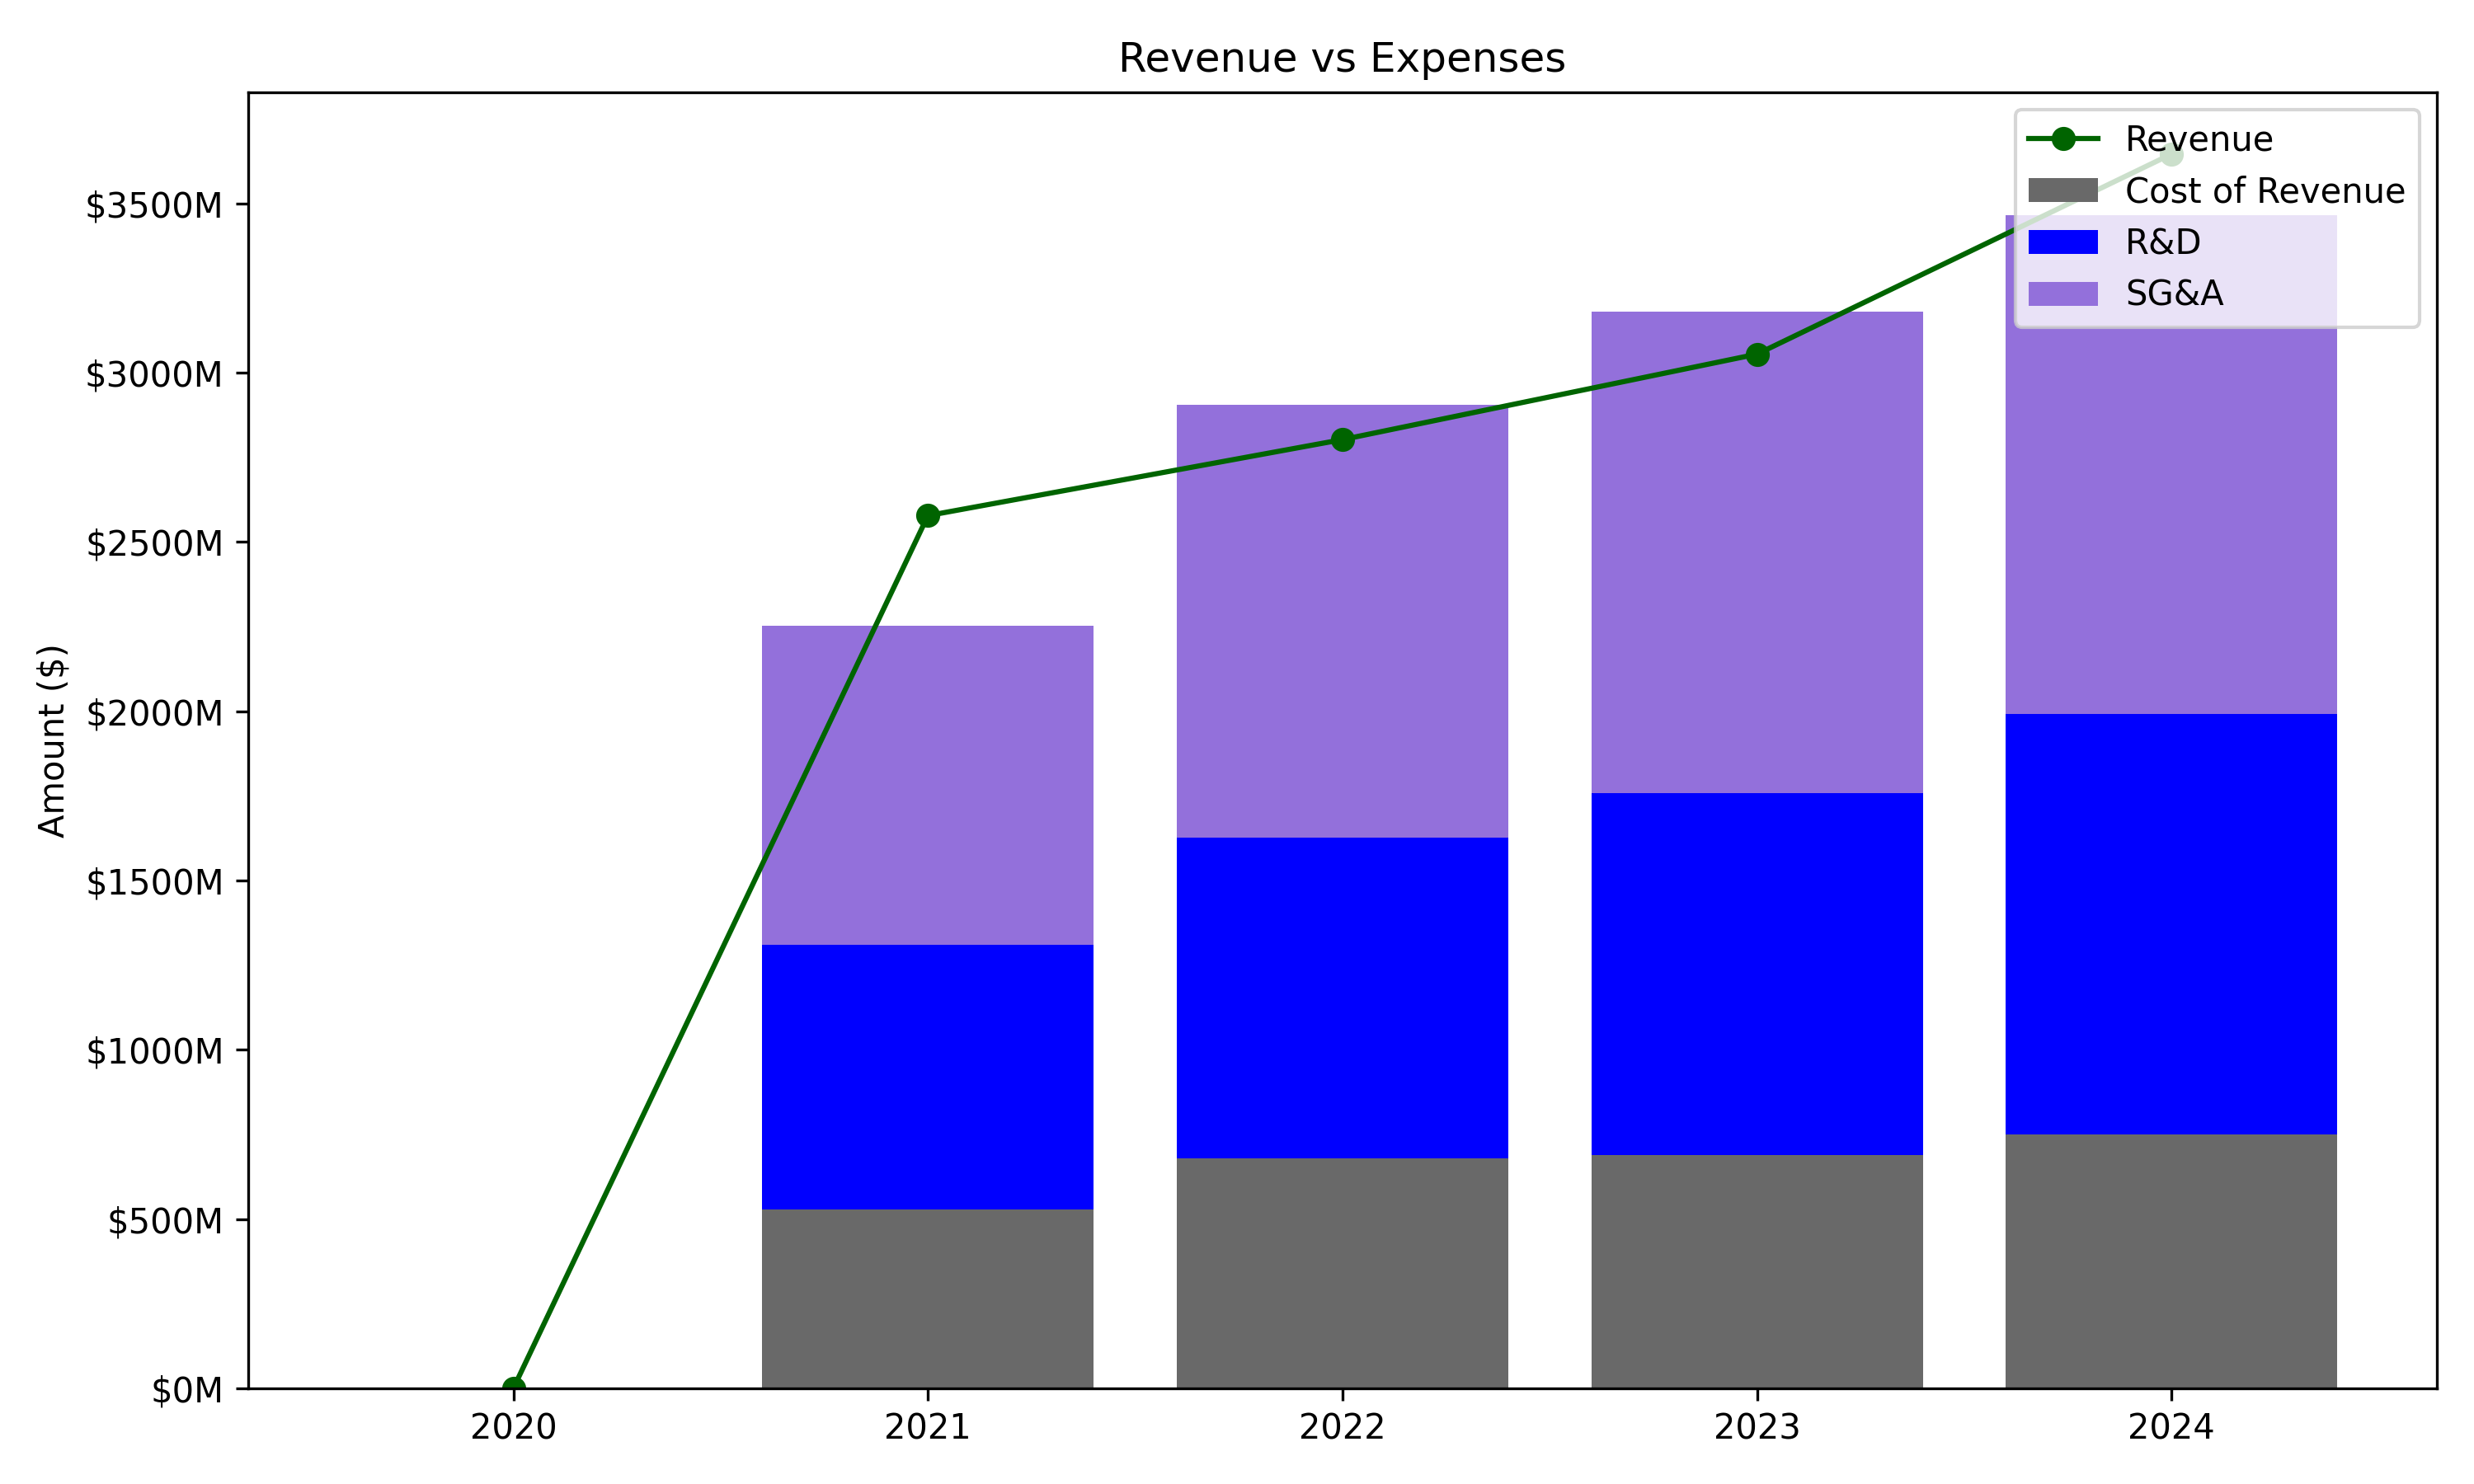 Revenue vs Expenses
Revenue
Cost of Revenue
R&D
SG&A
Amount ($)
$3500M
$3000M
$2500M
$2000M
$1500M
$1000M
$500M
$0M
2020
2021
2022
2023
2024